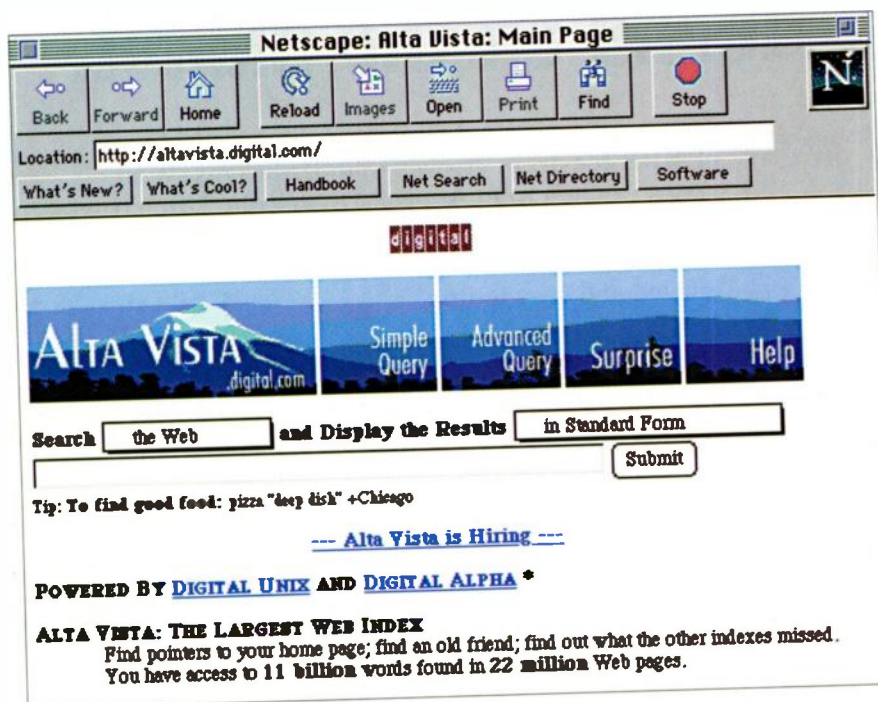 Netscape: Alta Vista: Main Page
Back Forward Home Reload Images Open Print Find Stop
N
Location: http://altavista.digital.com/
What's New? What's Cool? Handbook Net Search Net Directory Software
digital
ALTA VISTA .digital.com Simple Query Advanced Query Surprise Help
Search the Web and Display the Results in Standard Form
Submit
Tip: To find good food: pizza "deep dish" +Chicago
--- Alta Vista is Hiring ---
POWERED BY DIGITAL UNIX AND DIGITAL ALPHA *
ALTA VISTA: THE LARGEST WEB INDEX
Find pointers to your home page; find an old friend; find out what the other indexes missed.
You have access to 11 billion words found in 22 million Web pages.